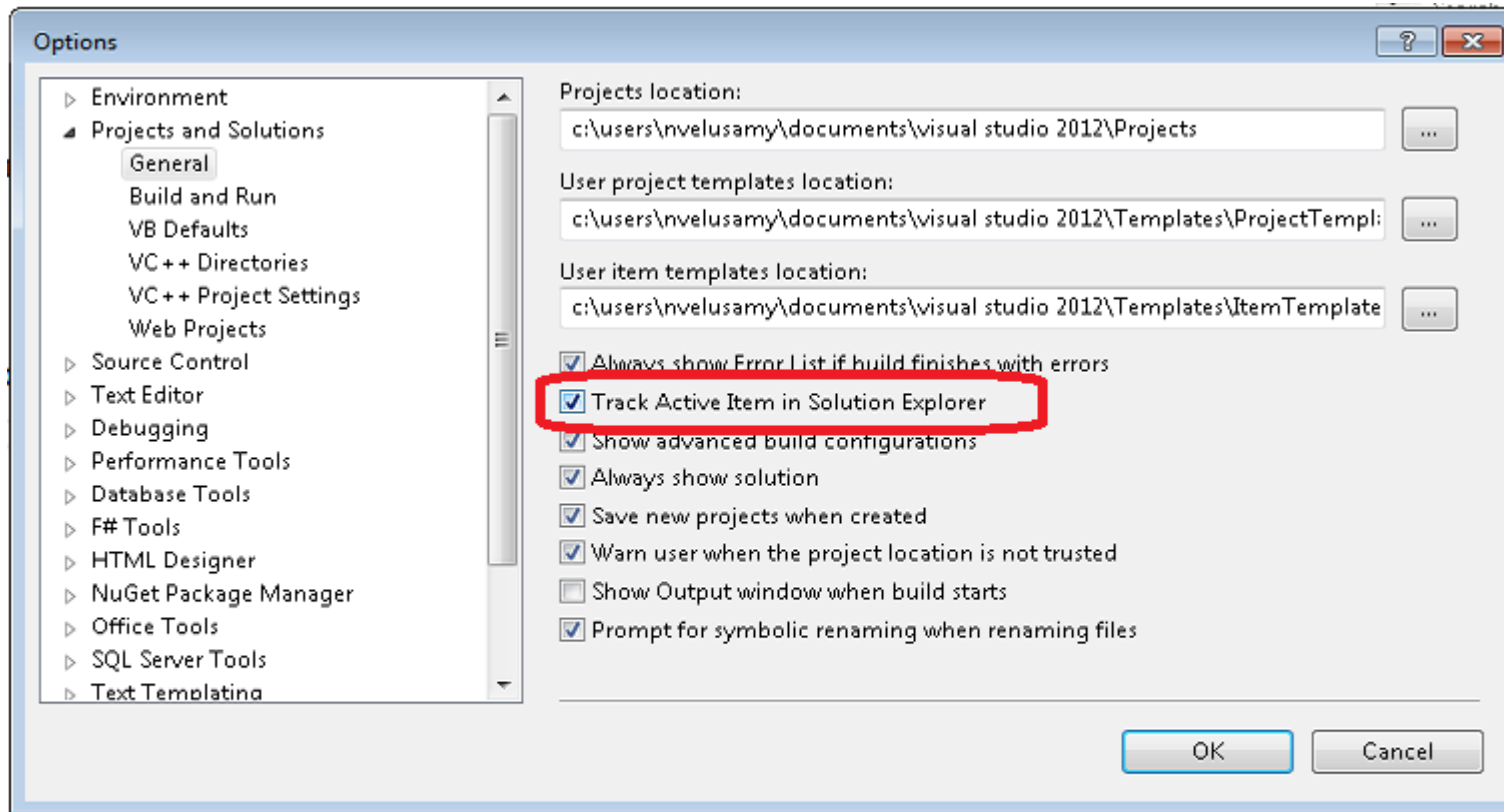 Options
Environment
Projects and Solutions
General
Build and Run
VB Defaults
VC++ Directories
VC++ Project Settings
Web Projects
Source Control
Text Editor
Debugging
Performance Tools
Database Tools
F# Tools
HTML Designer
NuGet Package Manager
Office Tools
SQL Server Tools
Text Templating
Projects location:
c:\users\nvelusamy\documents\visual studio 2012\Projects
...
User project templates location:
c:\users\nvelusamy\documents\visual studio 2012\Templates\ProjectTempl
...
User item templates location:
c:\users\nvelusamy\documents\visual studio 2012\Templates\ItemTemplate
...
Always show Error List if build finishes with errors
Track Active Item in Solution Explorer
Show advanced build configurations
Always show solution
Save new projects when created
Warn user when the project location is not trusted
Show Output window when build starts
Prompt for symbolic renaming when renaming files
OK
Cancel